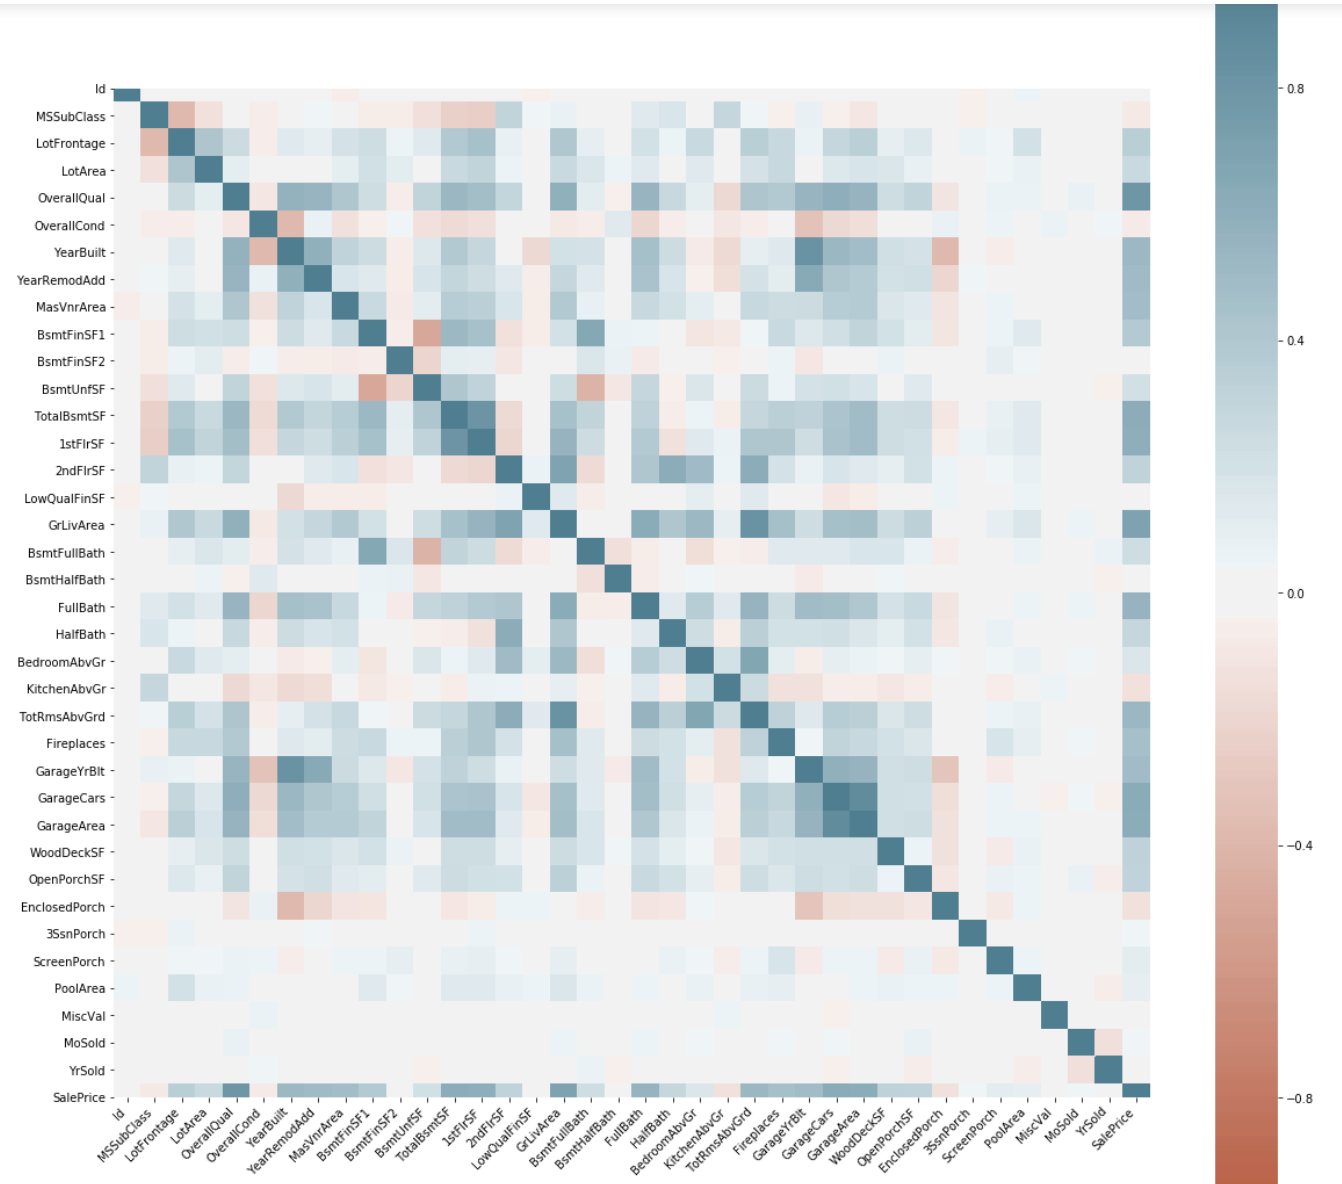 Id
MSSubClass
LotFrontage
LotArea
OverallQual
OverallCond
YearBuilt
YearRemodAdd
MasVnrArea
BsmtFinSF1
BsmtFinSF2
BsmtUnfSF
TotalBsmtSF
1stFlrSF
2ndFlrSF
LowQualFinSF
GrLivArea
BsmtFullBath
BsmtHalfBath
FullBath
HalfBath
BedroomAbvGr
KitchenAbvGr
TotRmsAbvGrd
Fireplaces
GarageYrBlt
GarageCars
GarageArea
WoodDeckSF
OpenPorchSF
EnclosedPorch
3SsnPorch
ScreenPorch
PoolArea
MiscVal
MoSold
YrSold
SalePrice
Id
MSSubClass
LotFrontage
LotArea
OverallQual
OverallCond
YearBuilt
YearRemodAdd
MasVnrArea
BsmtFinSF1
BsmtFinSF2
BsmtUnfSF
TotalBsmtSF
1stFlrSF
2ndFlrSF
LowQualFinSF
GrLivArea
BsmtFullBath
BsmtHalfBath
FullBath
HalfBath
BedroomAbvGr
KitchenAbvGr
TotRmsAbvGrd
Fireplaces
GarageYrBlt
GarageCars
GarageArea
WoodDeckSF
OpenPorchSF
EnclosedPorch
3SsnPorch
ScreenPorch
PoolArea
MiscVal
MoSold
YrSold
SalePrice
0.8
0.4
0.0
−0.4
−0.8